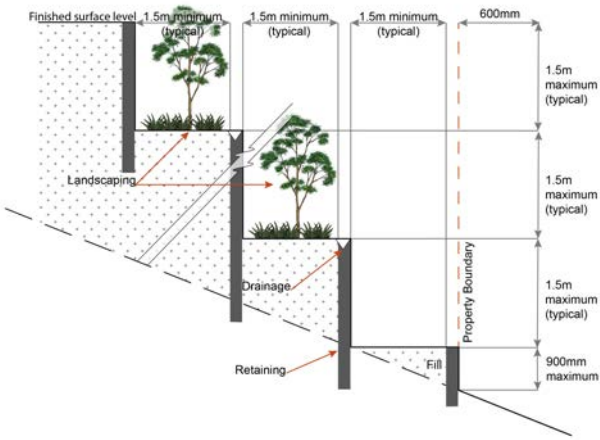 Finished surface level
1.5m minimum
(typical)
1.5m minimum
(typical)
1.5m minimum
(typical)
600mm
1.5m
maximum
(typical)
Landscaping
1.5m
maximum
(typical)
Drainage
Property Boundary
1.5m
maximum
(typical)
Retaining
Fill
900mm
maximum